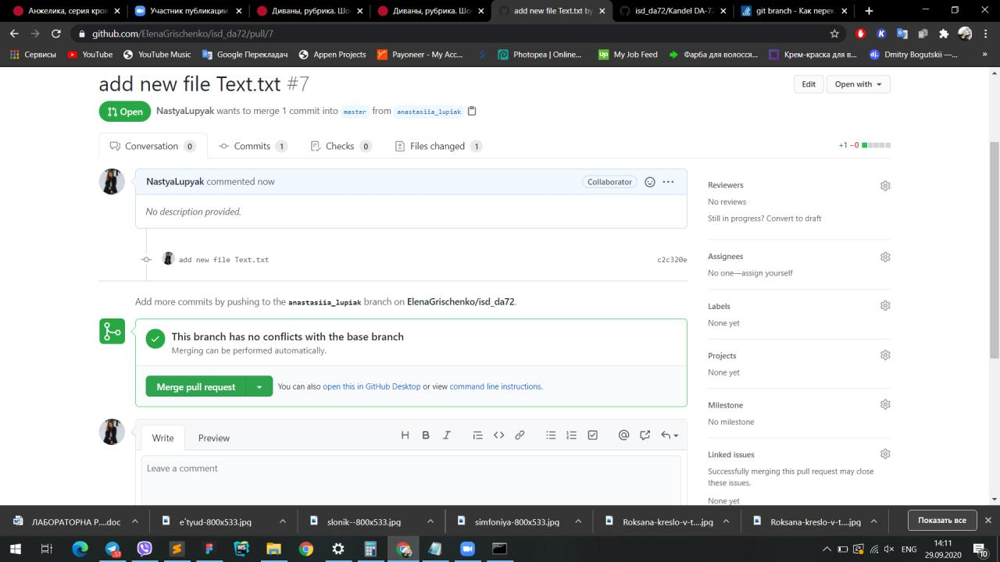 Анжелика, серия кров
Участник публикации
Диваны, рубрика. Шос
Диваны, рубрика. Шос
add new file Text.txt by
isd_da72/Kandel DA-72
git branch - Как перек
github.com/ElenaGrischenko/isd_da72/pull/7
Сервисы
YouTube
YouTube Music
Google Перекладач
Apple Projects
Payoneer - My Acc...
Photopea | Online...
My Job Feed
Фарба для волосся...
Крем-краска для в...
Dmitry Bogutskii —...
»
add new file Text.txt #7
Edit
Open with
Open
NastyaLupyak wants to merge 1 commit into master from anastasiia_lupiak
Conversation 0
Commits 1
Checks 0
Files changed 1
+1 −0
NastyaLupyak commented now
Collaborator
No description provided.
add new file Text.txt
c2c320e
Add more commits by pushing to the anastasiia_lupiak branch on ElenaGrischenko/isd_da72.
This branch has no conflicts with the base branch
Merging can be performed automatically.
Merge pull request
You can also open this in GitHub Desktop or view command line instructions.
Write
Preview
Leave a comment
Reviewers
No reviews
Still in progress? Convert to draft
Assignees
No one—assign yourself
Labels
None yet
Projects
None yet
Milestone
No milestone
Linked issues
Successfully merging this pull request may close
these issues.
None yet
ЛАБОРАТОРНА Р....doc
e`tyud-800x533.jpg
slonik--800x533.jpg
simfoniya-800x533.jpg
Roksana-kreslo-v-t....jpg
Roksana-kreslo-v-t....jpg
Показать все
ENG
14:11
29.09.2020